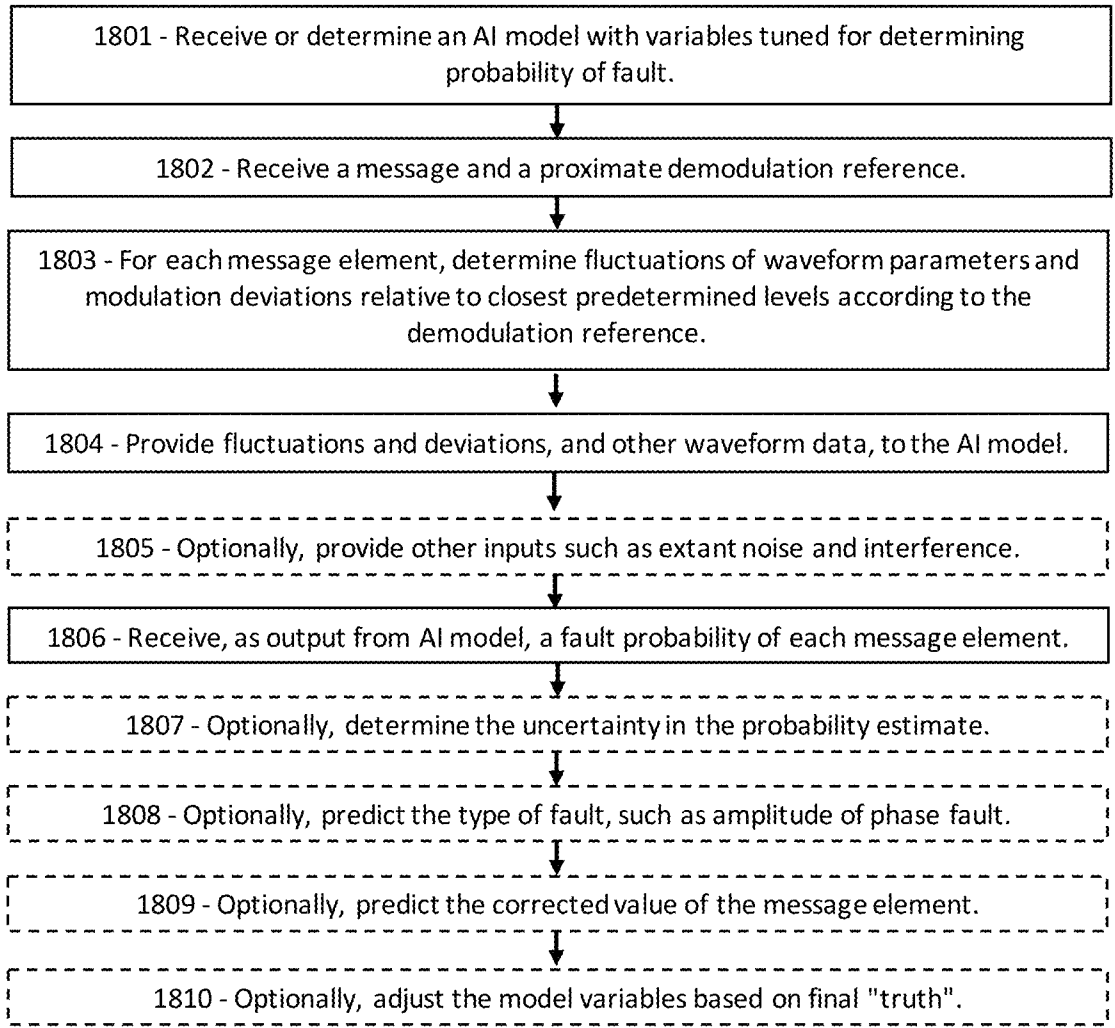 1801 - Receive or determine an AI model with variables tuned for determining
probability of fault.
1802 - Receive a message and a proximate demodulation reference.
1803 - For each message element, determine fluctuations of waveform parameters and
modulation deviations relative to closest predetermined levels according to the
demodulation reference.
1804 - Provide fluctuations and deviations, and other waveform data, to the AI model.
1805 - Optionally, provide other inputs such as extant noise and interference.
1806 - Receive, as output from AI model, a fault probability of each message element.
1807 - Optionally, determine the uncertainty in the probability estimate.
1808 - Optionally, predict the type of fault, such as amplitude of phase fault.
1809 - Optionally, predict the corrected value of the message element.
1810 - Optionally, adjust the model variables based on final "truth".